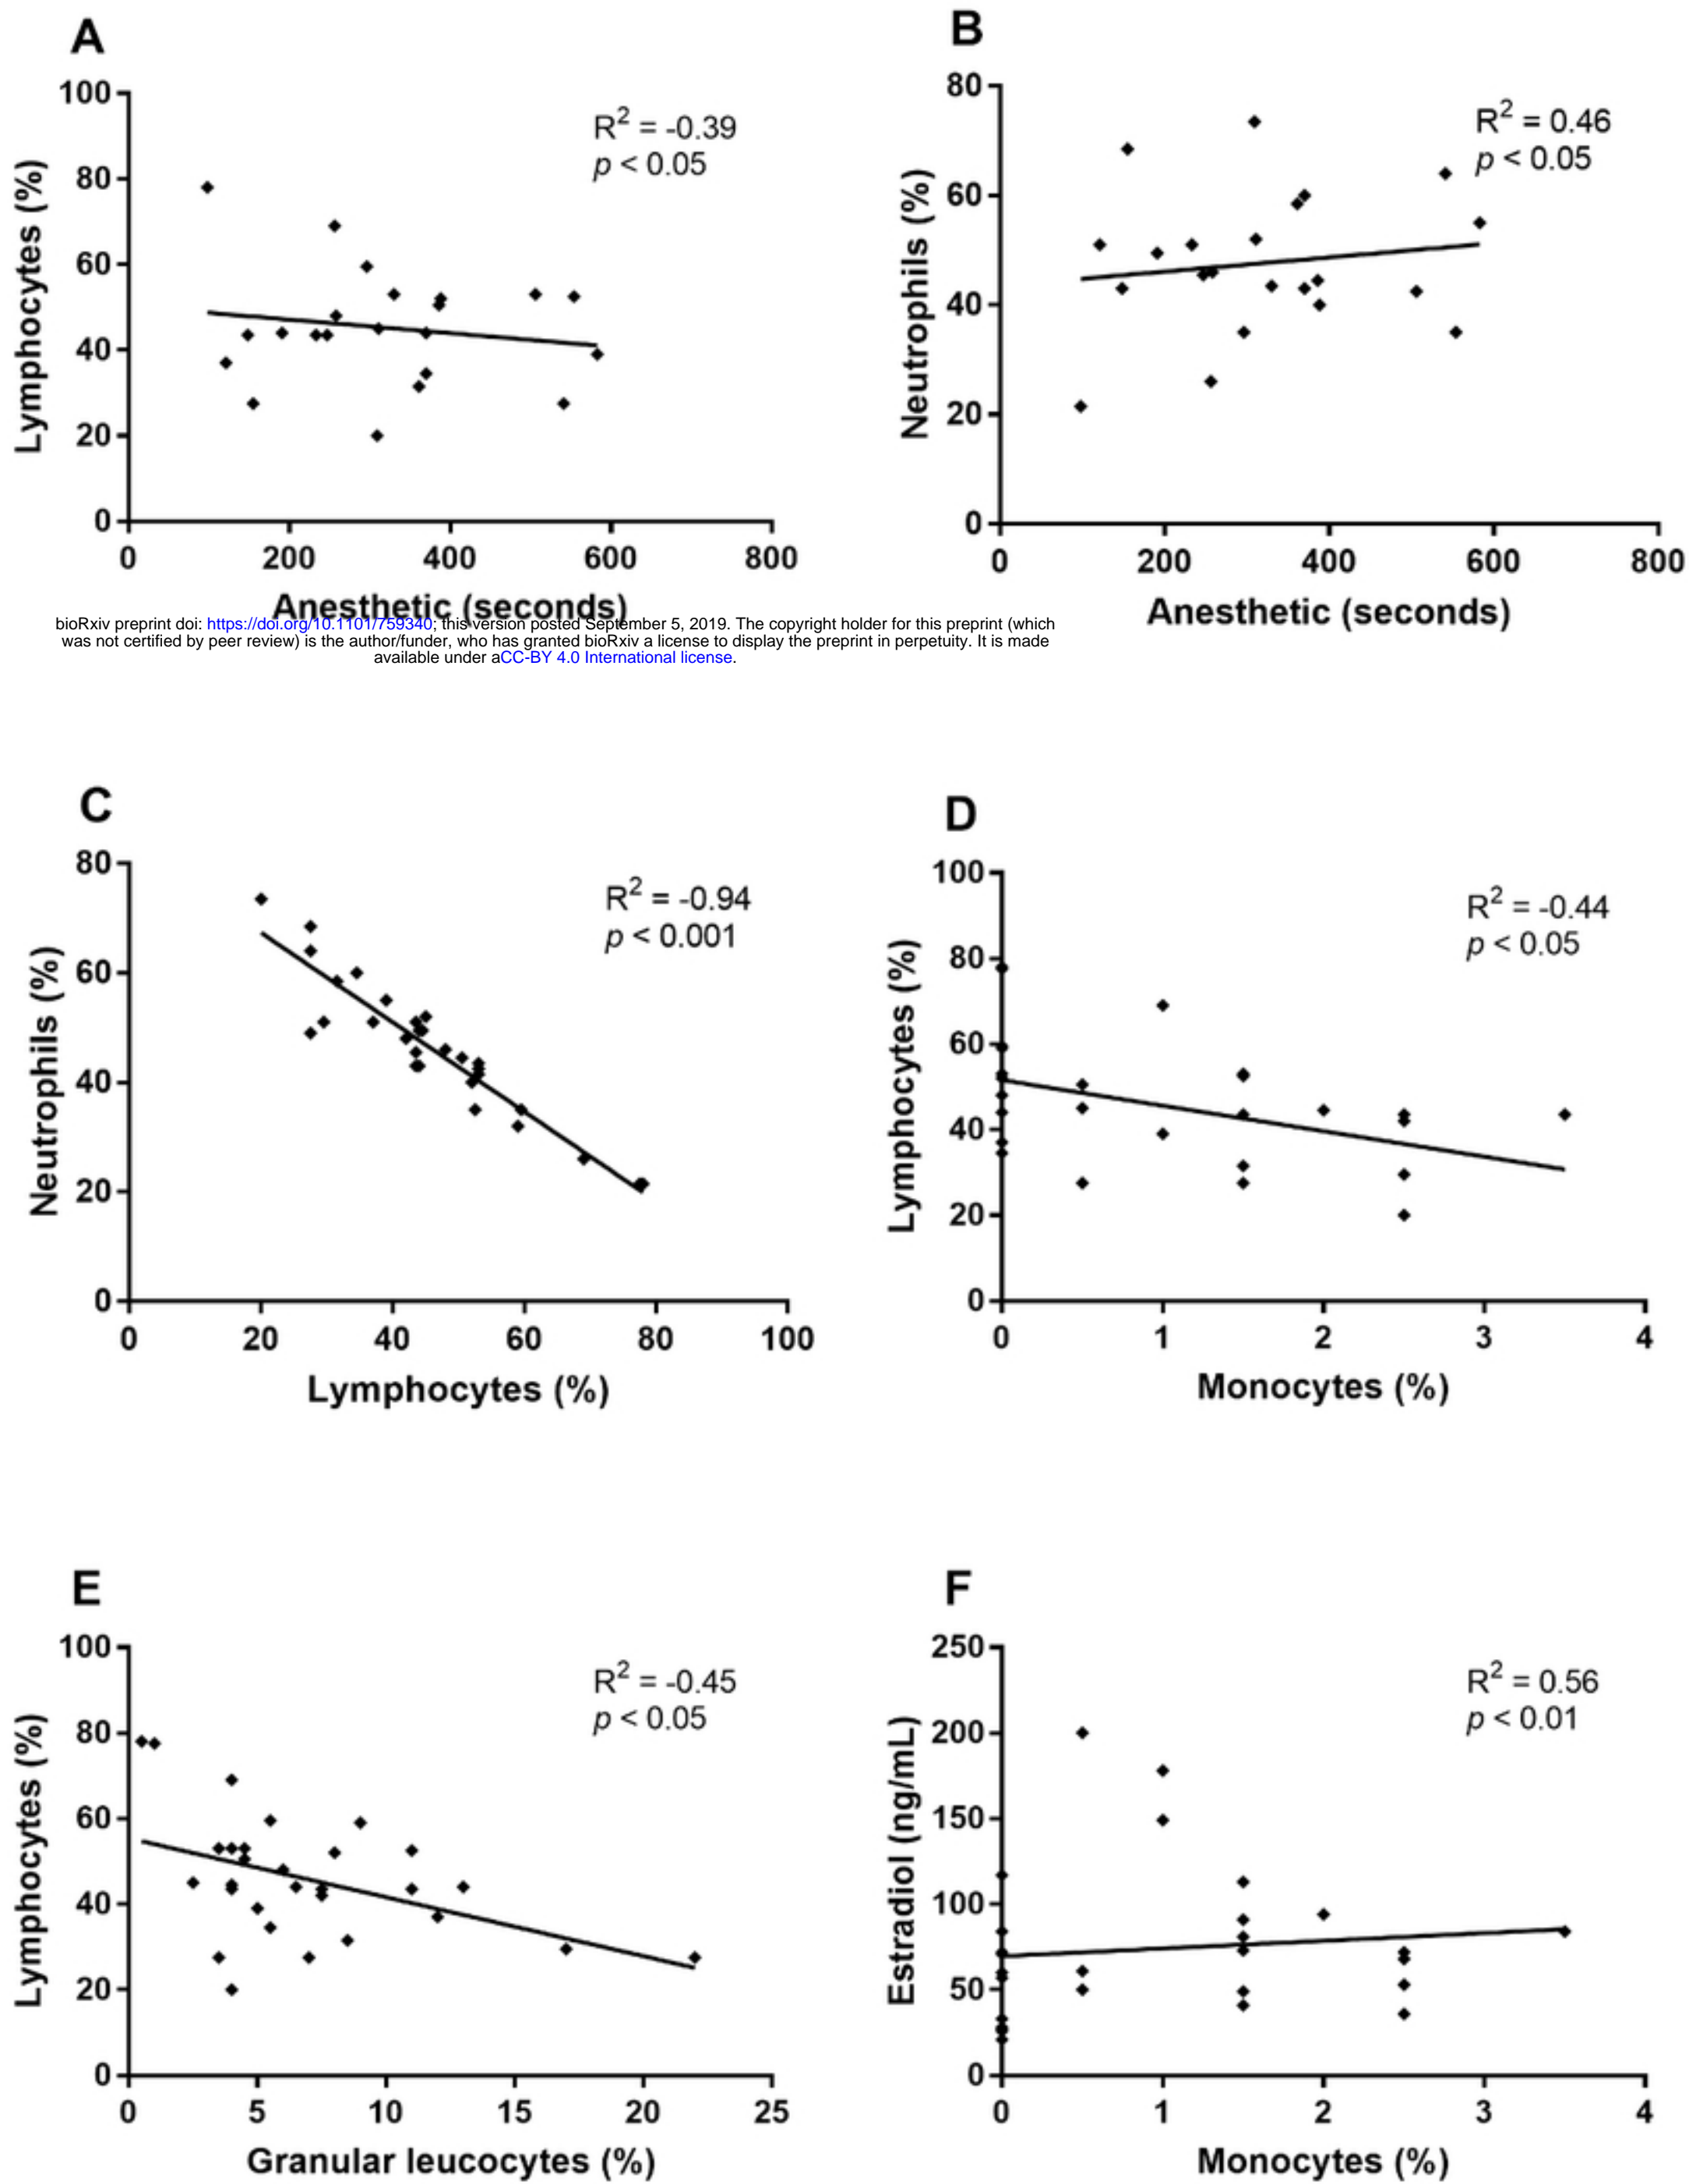 A
100
80
60
40
20
0
Lymphocytes (%)
R2 = -0.39
p < 0.05
0 200 400 600 800
Anesthetic (seconds)
B
80
60
40
20
0
Neutrophils (%)
R2 = 0.46
p < 0.05
0 200 400 600 800
Anesthetic (seconds)
bioRxiv preprint doi: https://doi.org/10.1101/759340; this version posted September 5, 2019. The copyright holder for this preprint (which
was not certified by peer review) is the author/funder, who has granted bioRxiv a license to display the preprint in perpetuity. It is made
available under aCC-BY 4.0 International license.
C
80
60
40
20
0
Neutrophils (%)
R2 = -0.94
p < 0.001
0 20 40 60 80 100
Lymphocytes (%)
D
100
80
60
40
20
0
Lymphocytes (%)
R2 = -0.44
p < 0.05
0 1 2 3 4
Monocytes (%)
E
100
80
60
40
20
0
Lymphocytes (%)
R2 = -0.45
p < 0.05
0 5 10 15 20 25
Granular leucocytes (%)
F
250
200
150
100
50
0
Estradiol (ng/mL)
R2 = 0.56
p < 0.01
0 1 2 3 4
Monocytes (%)